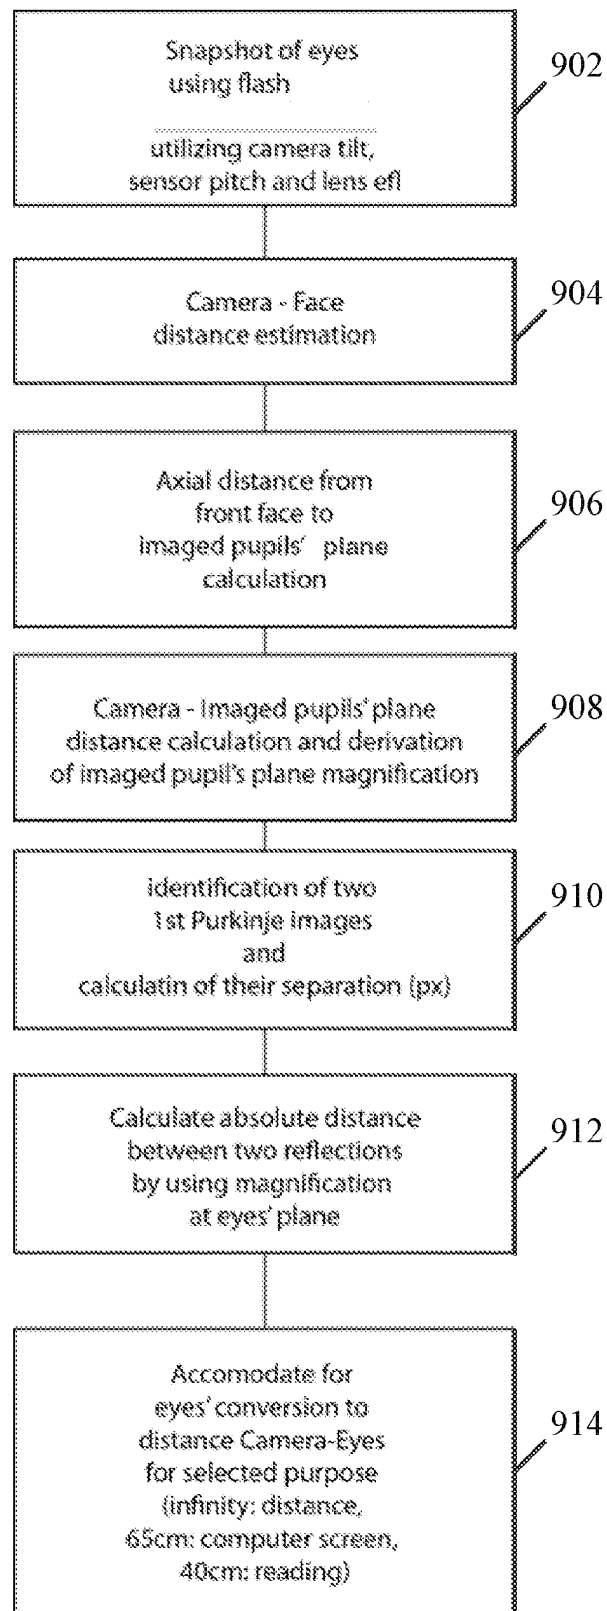 Snapshot of eyes
using flash
utilizing camera tilt,
sensor pitch and lens efl
902
Camera - Face
distance estimation
904
Axial distance from
front face to
imaged pupils' plane
calculation
906
Camera - Imaged pupils' plane
distance calculation and derivation
of imaged pupil's plane magnification
908
identification of two
1st Purkinje images
and
calculatin of their separation (px)
910
Calculate absolute distance
between two reflections
by using magnification
at eyes' plane
912
Accomodate for
eyes' conversion to
distance Camera-Eyes
for selected purpose
(infinity: distance,
65cm: computer screen,
40cm: reading)
914